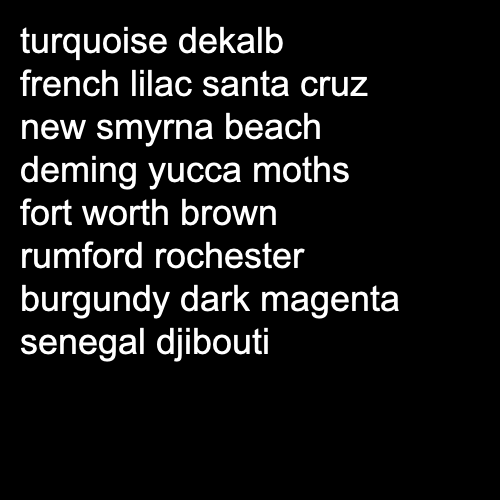 turquoise dekalb
french lilac santa cruz
new smyrna beach
deming yucca moths
fort worth brown
rumford rochester
burgundy dark magenta
senegal djibouti